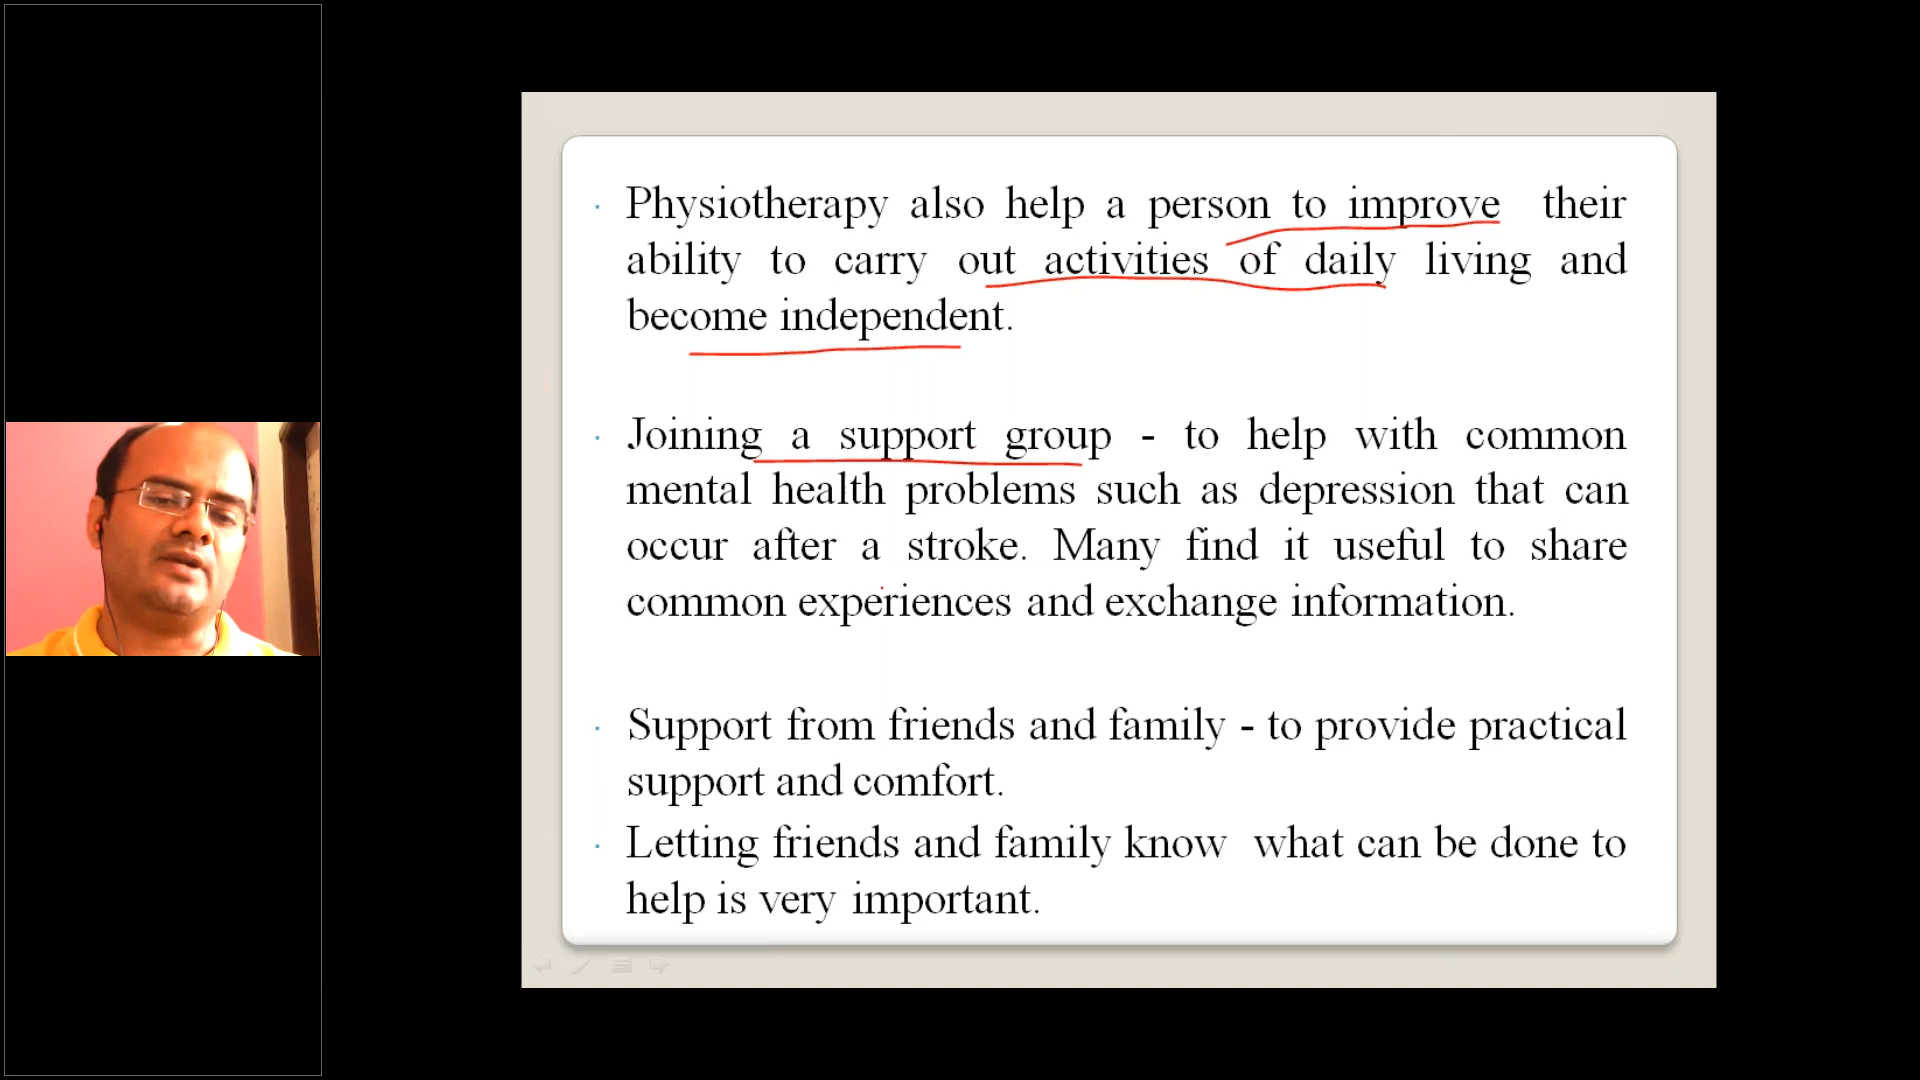 Physiotherapy also help a person to improve their
ability to carry out activities of daily living and
become independent.
Joining a support group - to help with common
mental health problems such as depression that can
occur after a stroke. Many find it useful to share
common experiences and exchange information.
Support from friends and family - to provide practical
support and comfort.
Letting friends and family know what can be done to
help is very important.